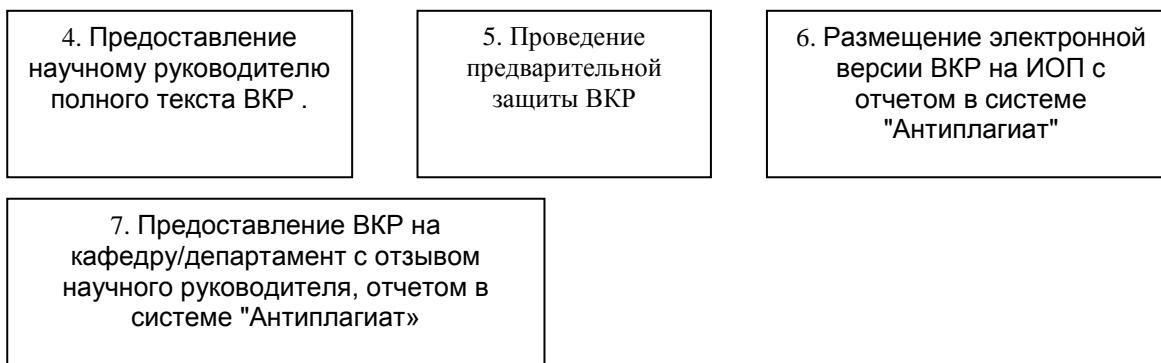 4. Предоставление
научному руководителю
полного текста ВКР .
5. Проведение
предварительной
защиты ВКР
6. Размещение электронной
версии ВКР на ИОП с
отчетом в системе
"Антиплагиат"
7. Предоставление ВКР на
кафедру/департамент с отзывом
научного руководителя, отчетом в
системе "Антиплагиат»